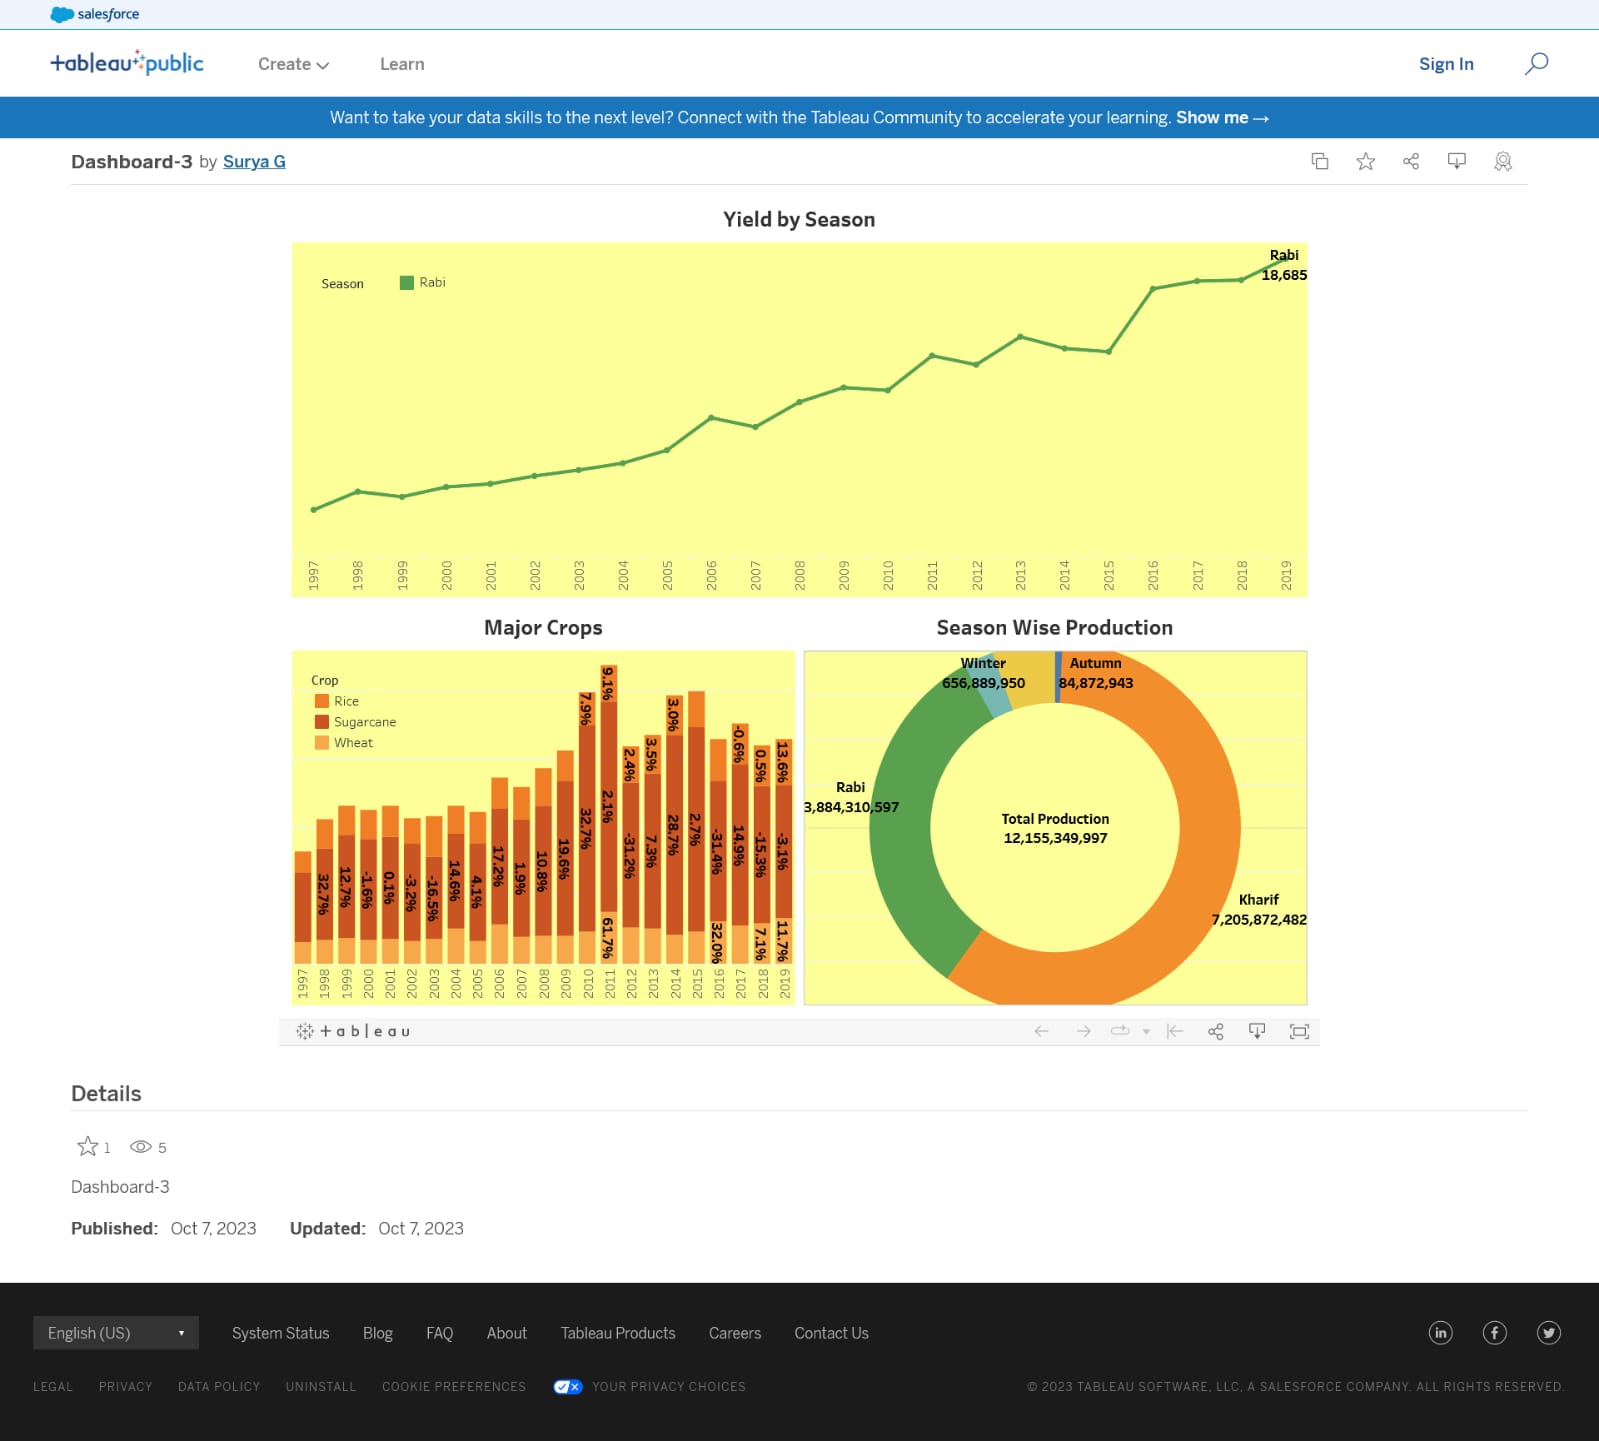 salesforce
tableau public
Create
Learn
Sign In
Want to take your data skills to the next level? Connect with the Tableau Community to accelerate your learning. Show me →
Dashboard-3 by Surya G
Yield by Season
Season
Rabi
Rabi
18,685
1997 1998 1999 2000 2001 2002 2003 2004 2005 2006 2007 2008 2009 2010 2011 2012 2013 2014 2015 2016 2017 2018 2019
Major Crops
Crop
Rice
Sugarcane
Wheat
7.9% 9.1% 2.4% 3.5% 3.0% -0.6% 0.5% 13.6%
32.7% 12.7% -1.6% 0.1% -3.2% -16.5% 14.6% 4.1% 17.2% 1.9% 10.8% 19.6% 32.7% 2.1% -31.2% 7.3% 28.7% 2.7% -31.4% 14.9% -15.3% -3.1%
61.7% 32.0% 7.1% 11.7%
1997 1998 1999 2000 2001 2002 2003 2004 2005 2006 2007 2008 2009 2010 2011 2012 2013 2014 2015 2016 2017 2018 2019
Season Wise Production
Winter
656,889,950
Autumn
84,872,943
Rabi
3,884,310,597
Total Production
12,155,349,997
Kharif
7,205,872,482
tableau
Details
1
5
Dashboard-3
Published: Oct 7, 2023 Updated: Oct 7, 2023
English (US)
System Status
Blog
FAQ
About
Tableau Products
Careers
Contact Us
in
f
LEGAL
PRIVACY
DATA POLICY
UNINSTALL
COOKIE PREFERENCES
YOUR PRIVACY CHOICES
© 2023 TABLEAU SOFTWARE, LLC, A SALESFORCE COMPANY. ALL RIGHTS RESERVED.